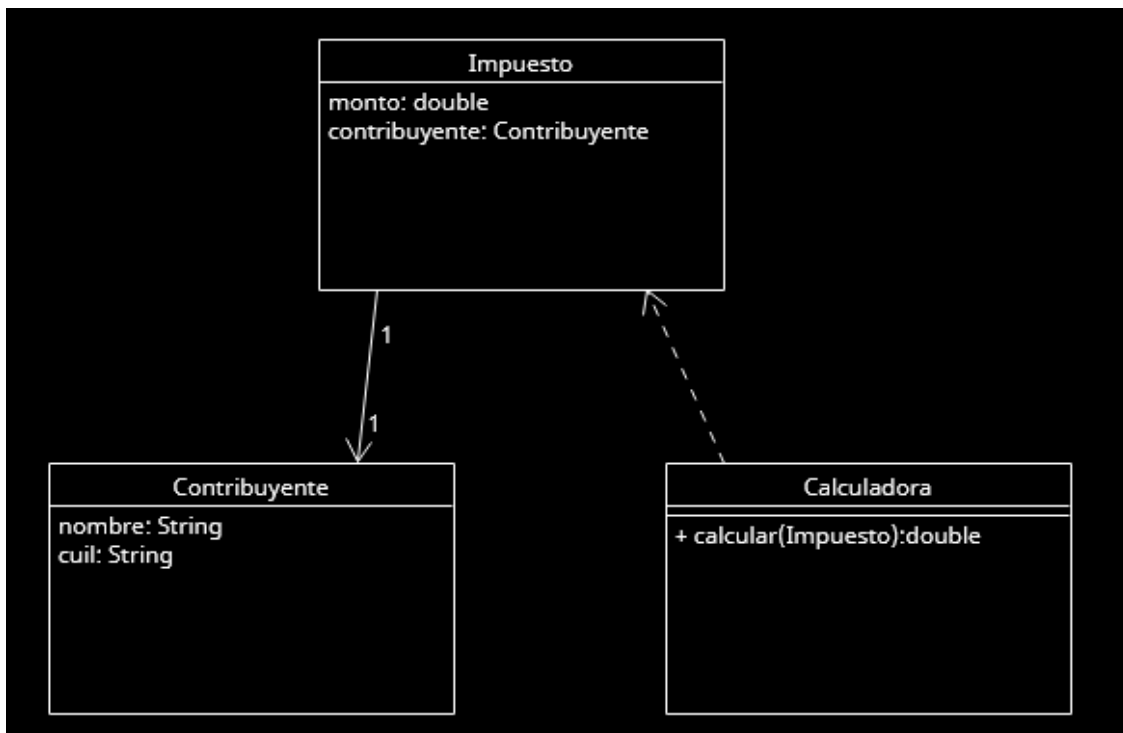 Impuesto
monto: double
contribuyente: Contribuyente
1
1
Contribuyente
nombre: String
cuil: String
Calculadora
+ calcular(Impuesto):double